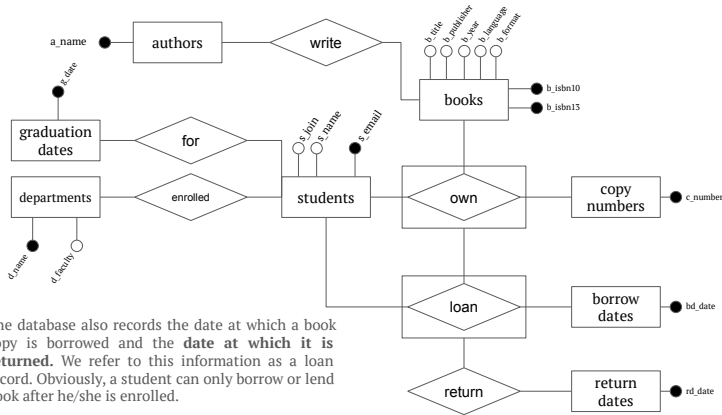 b_title
b_publisher
b_year
b_language
b_format
a_name
authors
write
books
b_isbn10
b_isbn13
g_date
graduation
dates
for
s_join
s_name
s_email
departments
enrolled
students
own
copy
numbers
c_number
d_name
d_faculty
loan
borrow
dates
bd_date
return
return
dates
rd_date
he database also records the date at which a book
opy is borrowed and the date at which it is
eturned. We refer to this information as a loan
ecord. Obviously, a student can only borrow or lend
ook after he/she is enrolled.